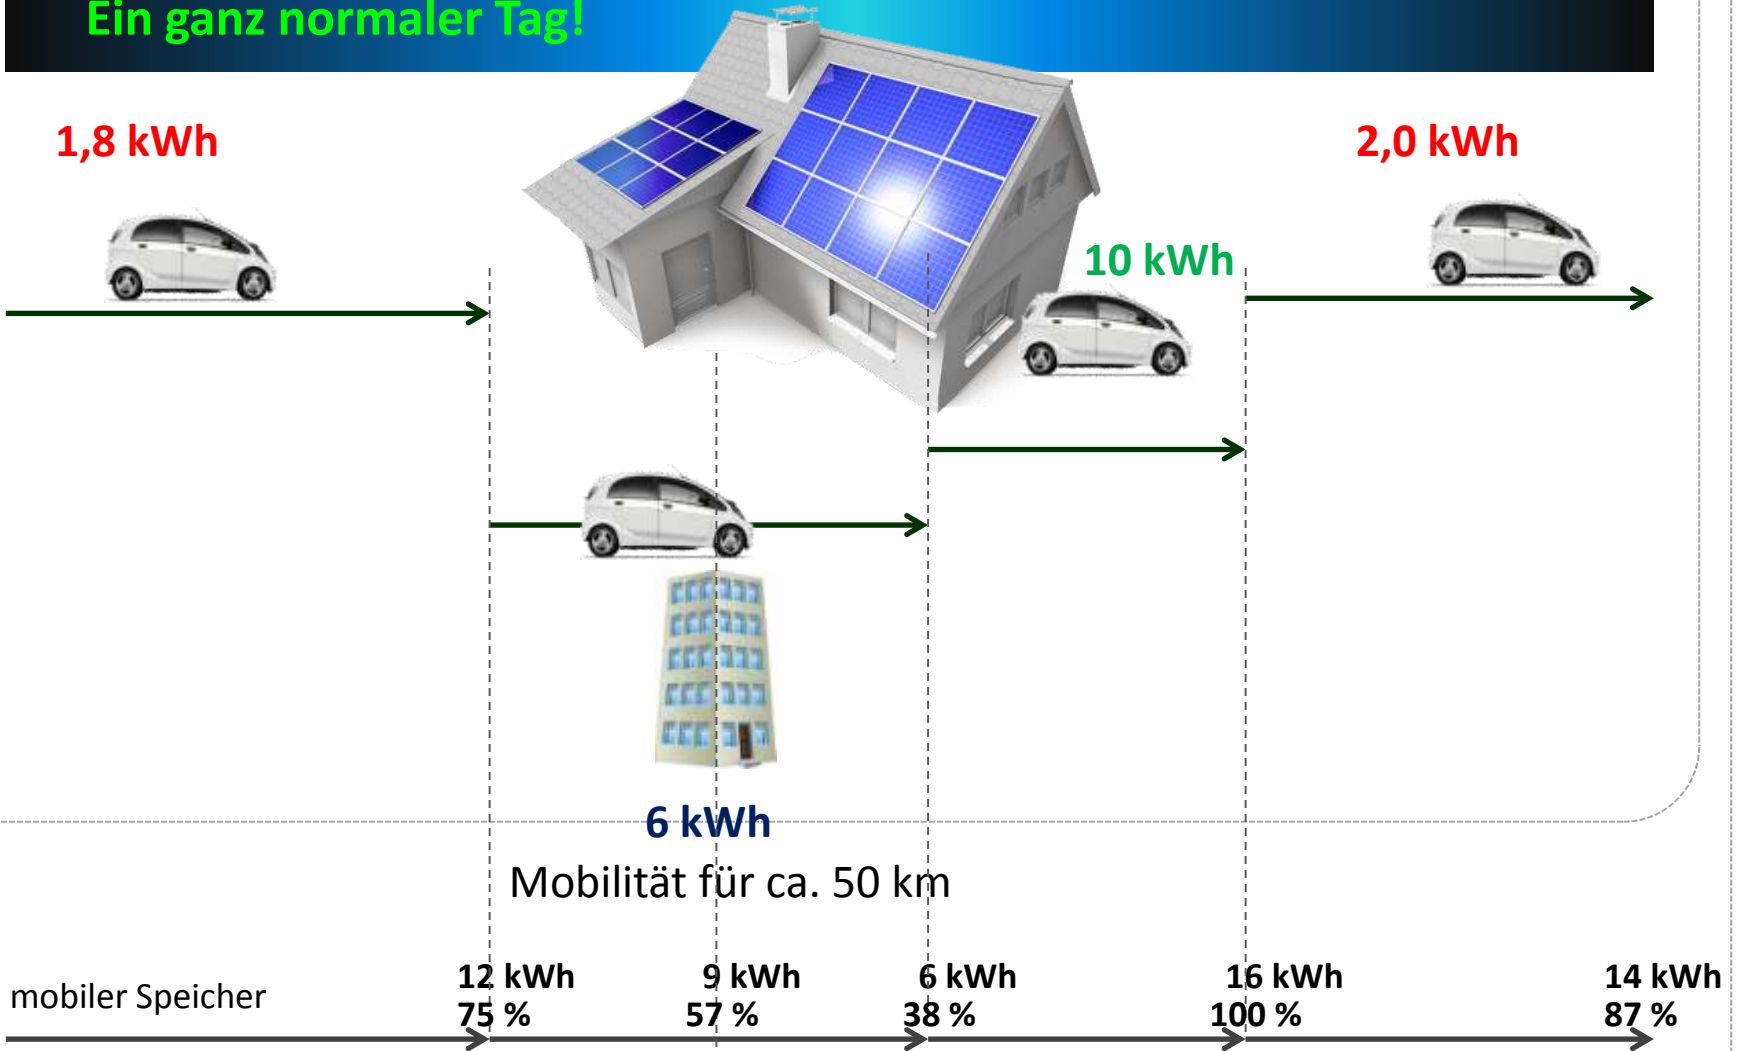 Ein ganz normaler Tag!
1,8 kWh
2,0 kWh
10 kWh
6 kWh
Mobilität für ca. 50 km
mobiler Speicher
12 kWh 9 kWh 6 kWh 16 kWh 14 kWh
75 % 57 % 38 % 100 % 87 %